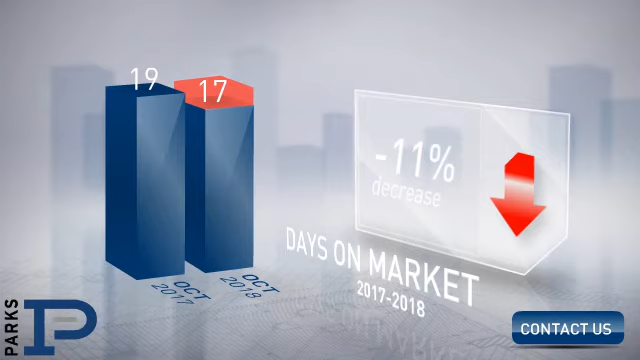 19
17
-11%
decrease
DAYS ON MARKET
2017-2018
OCT
2017
OCT
2018
PARKS
P
CONTACT US